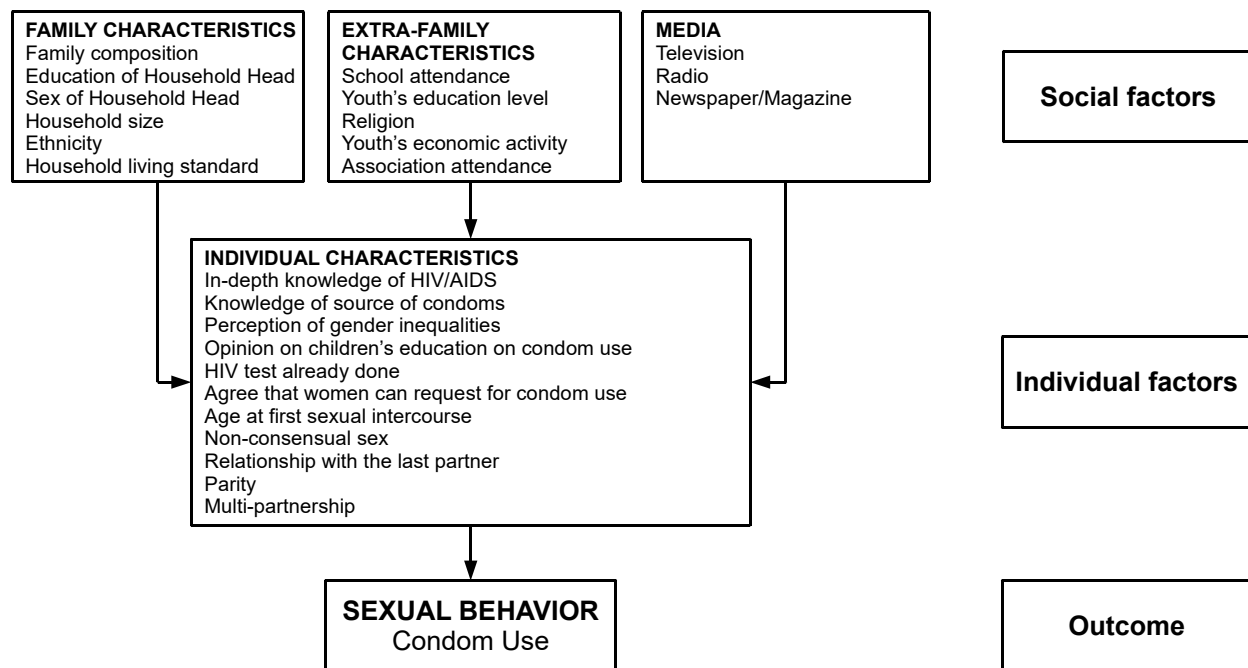 FAMILY CHARACTERISTICS
Family composition
Education of Household Head
Sex of Household Head
Household size
Ethnicity
Household living standard
EXTRA-FAMILY
CHARACTERISTICS
School attendance
Youth’s education level
Religion
Youth’s economic activity
Association attendance
MEDIA
Television
Radio
Newspaper/Magazine
Social factors
INDIVIDUAL CHARACTERISTICS
In-depth knowledge of HIV/AIDS
Knowledge of source of condoms
Perception of gender inequalities
Opinion on children’s education on condom use
HIV test already done
Agree that women can request for condom use
Age at first sexual intercourse
Non-consensual sex
Relationship with the last partner
Parity
Multi-partnership
Individual factors
SEXUAL BEHAVIOR
Condom Use
Outcome